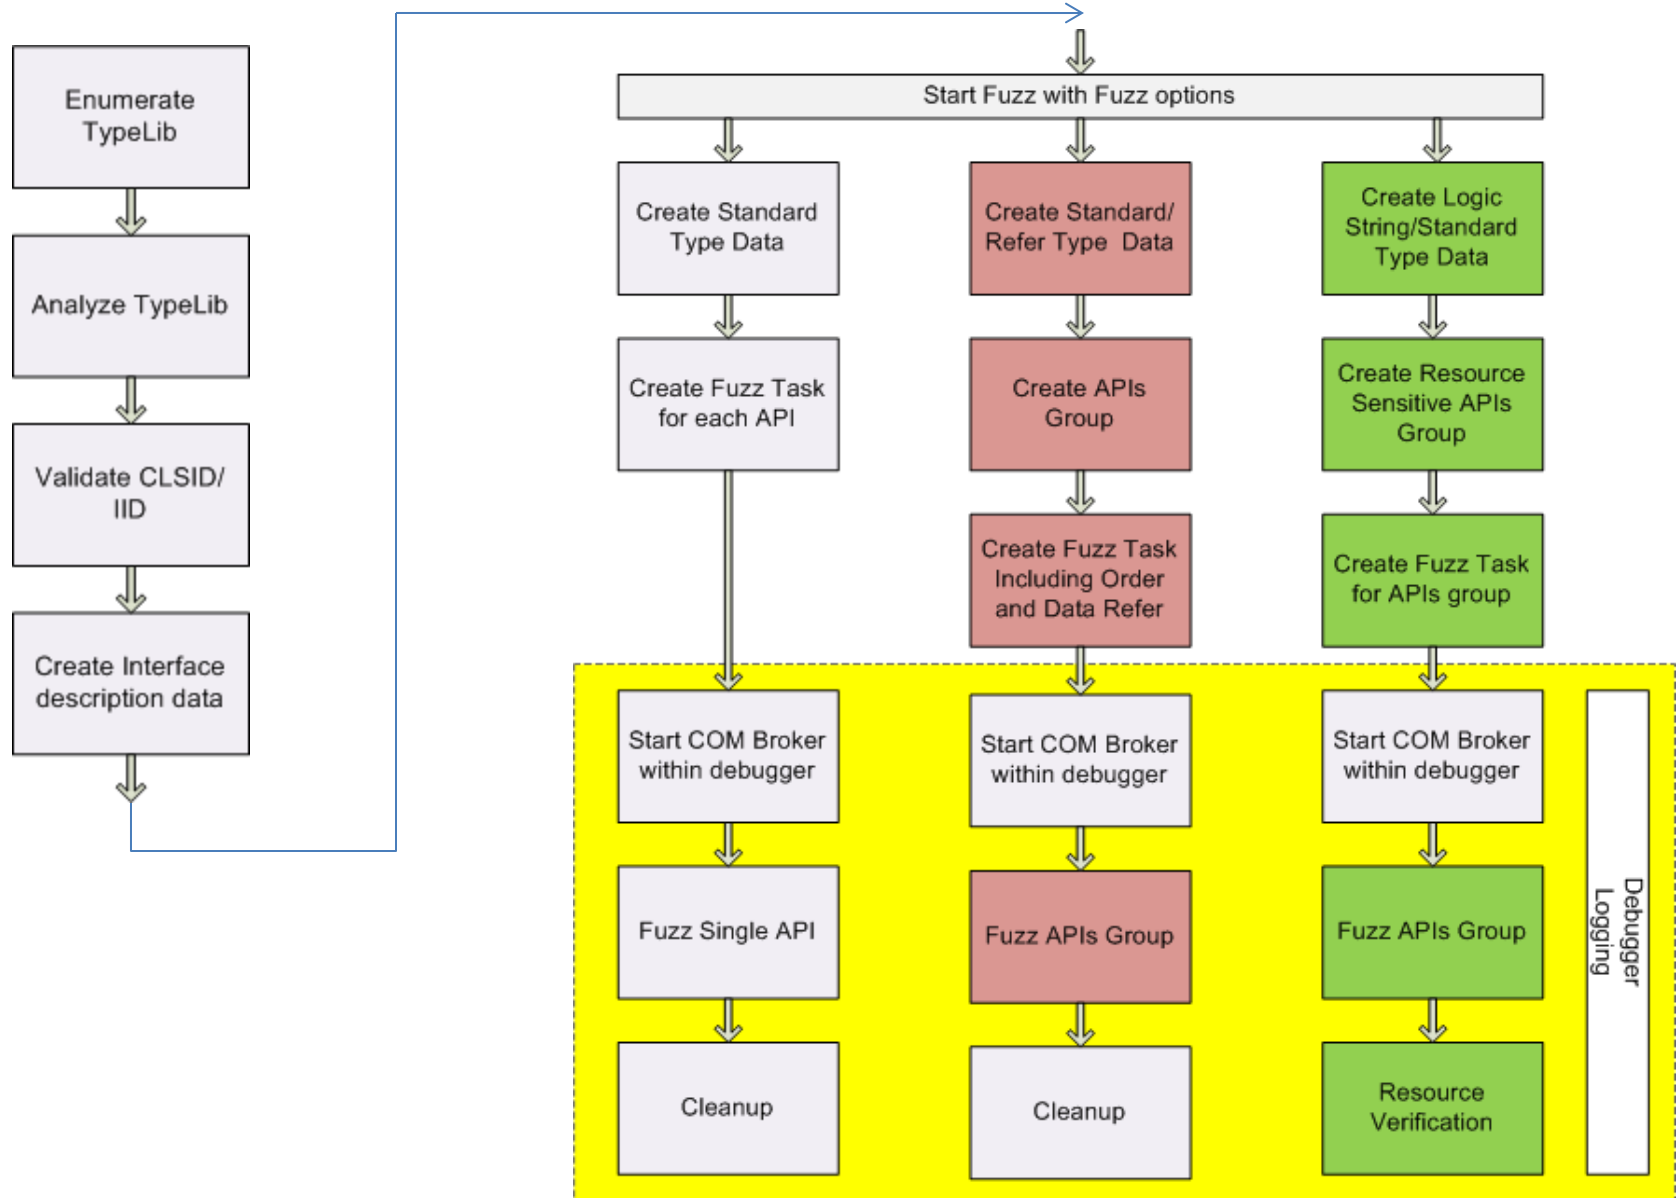 Enumerate
TypeLib
Analyze TypeLib
Validate CLSID/
IID
Create Interface
description data
Start Fuzz with Fuzz options
Create Standard
Type Data
Create Fuzz Task
for each API
Start COM Broker
within debugger
Fuzz Single API
Cleanup
Create Standard/
Refer Type Data
Create APIs
Group
Create Fuzz Task
Including Order
and Data Refer
Start COM Broker
within debugger
Fuzz APIs Group
Cleanup
Create Logic
String/Standard
Type Data
Create Resource
Sensitive APIs
Group
Create Fuzz Task
for APIs group
Start COM Broker
within debugger
Fuzz APIs Group
Resource
Verification
Debugger
Logging